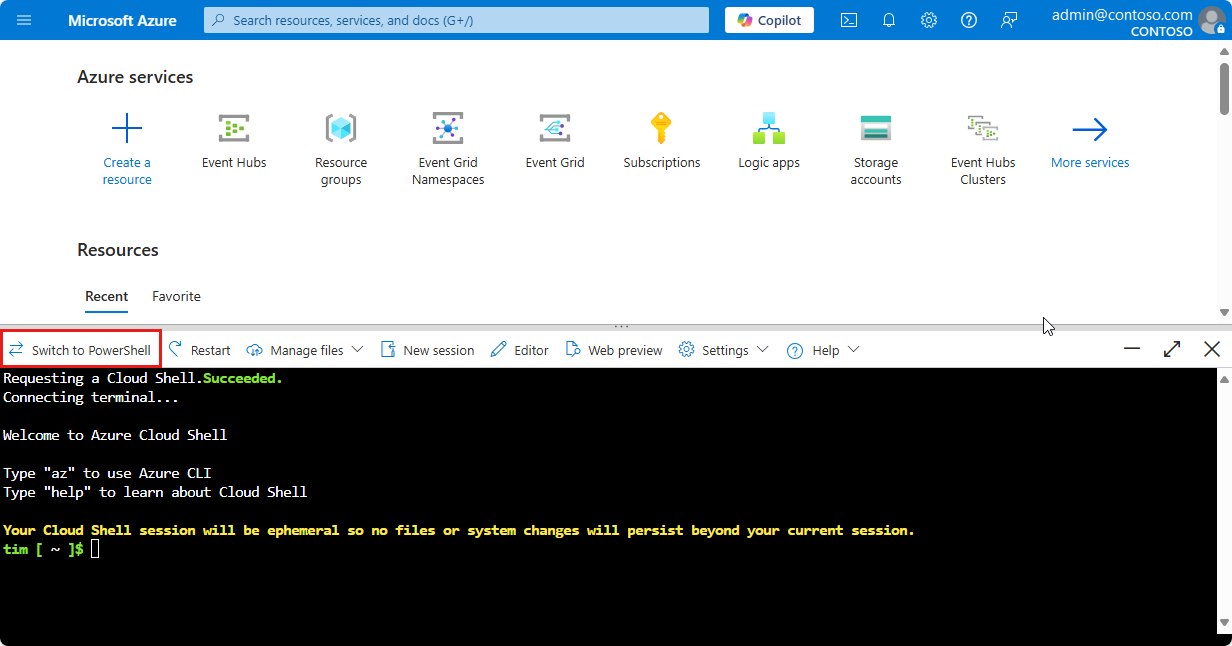 Microsoft Azure
Search resources, services, and docs (G+/)
Copilot
admin@contoso.com
CONTOSO
Azure services
Create a
resource
Event Hubs
Resource
groups
Event Grid
Namespaces
Event Grid
Subscriptions
Logic apps
Storage
accounts
Event Hubs
Clusters
More services
Resources
Recent
Favorite
Switch to PowerShell
Restart
Manage files
New session
Editor
Web preview
Settings
Help
Requesting a Cloud Shell.Succeeded.
Connecting terminal...
Welcome to Azure Cloud Shell
Type "az" to use Azure CLI
Type "help" to learn about Cloud Shell
Your Cloud Shell session will be ephemeral so no files or system changes will persist beyond your current session.
tim [ ~ ]$